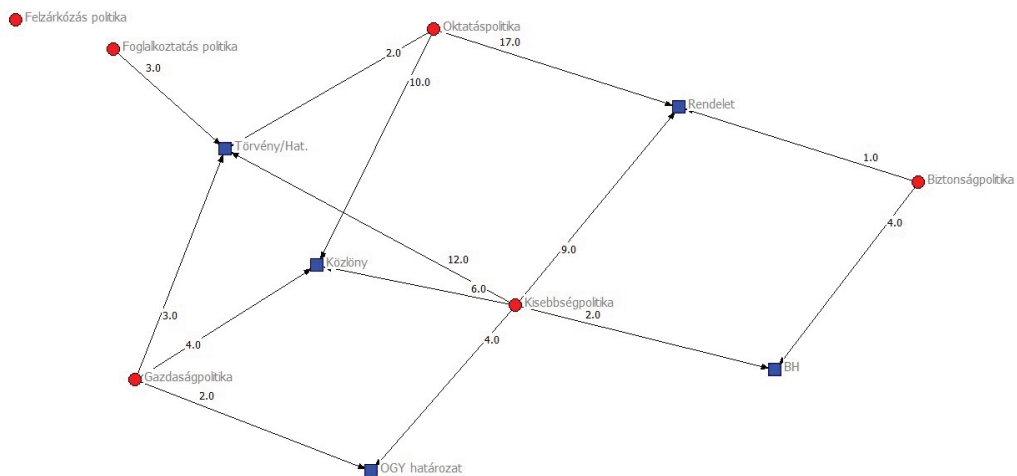 Felzárkózás politika
Oktatáspolitika
Foglalkoztatás politika
17.0
2.0
3.0
10.0
Rendelet
Törvény/Hat.
1.0
Biztonságpolitika
4.0
9.0
12.0
Közlöny
6.0
Kisebbségpolitika
2.0
3.0
4.0
4.0
BH
Gazdaságpolitika
2.0
OGY határozat